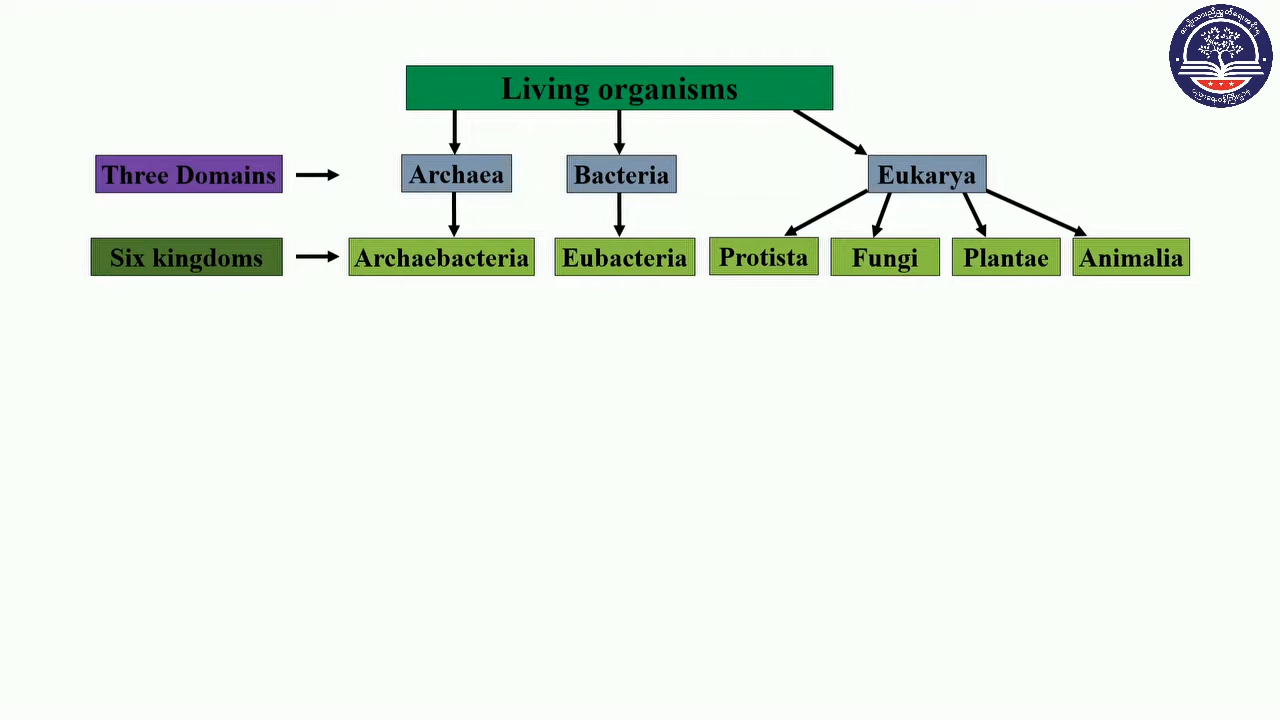 Living organisms
Three Domains
Archaea
Bacteria
Eukarya
Six kingdoms
Archaebacteria
Eubacteria
Protista
Fungi
Plantae
Animalia